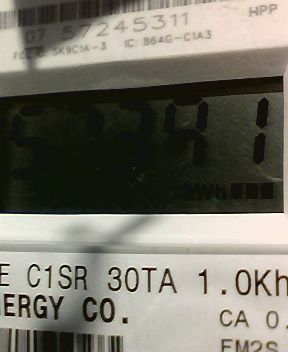 HPP
07 57245311
FCC ID: SK9C1A-3 IC: 864G-C1A3
kWh
E C1SR 30TA 1.0Kh
ERGY CO.
CA 0.
EM2S